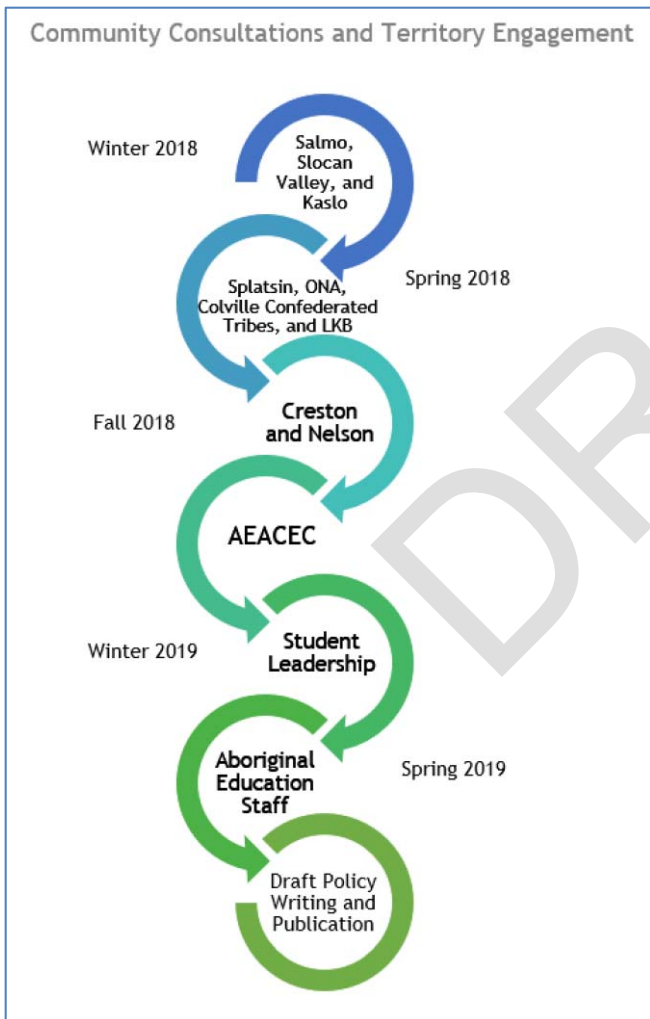 Community Consultations and Territory Engagement
Winter 2018
Salmo,
Slocan
Valley, and
Kaslo
Spring 2018
Splatsin, ONA,
Colville Confederated
Tribes, and LKB
Fall 2018
Creston
and Nelson
AEACEC
Winter 2019
Student
Leadership
Aboriginal
Education
Staff
Spring 2019
Draft Policy
Writing and
Publication
DR